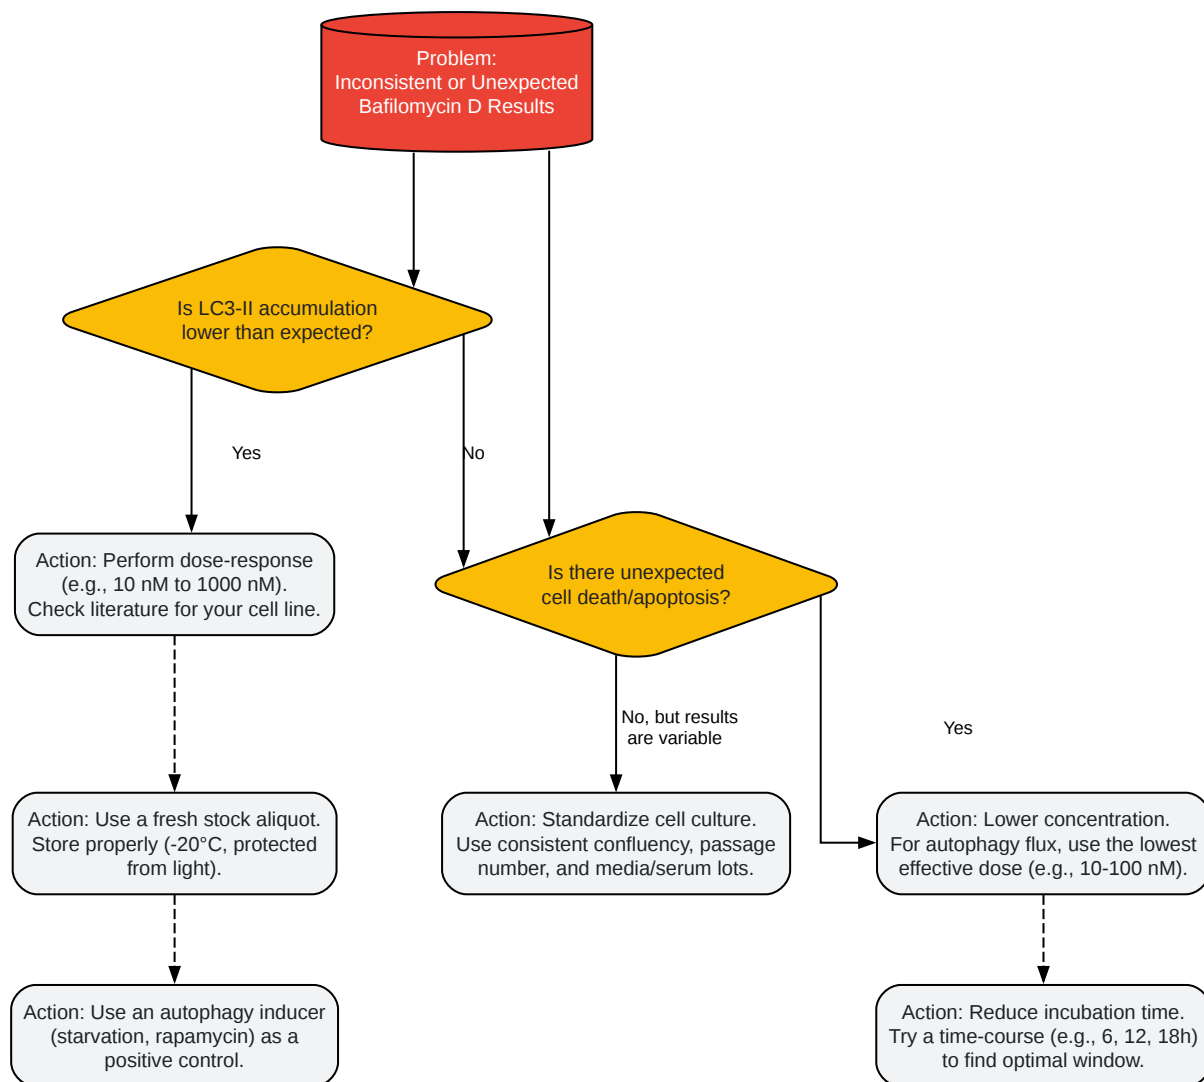 Problem:
Inconsistent or Unexpected
Bafilomycin D Results
Is LC3-II accumulation
lower than expected?
Yes
No
Action: Perform dose-response
(e.g., 10 nM to 1000 nM).
Check literature for your cell line.
Is there unexpected
cell death/apoptosis?
No, but results
are variable
Yes
Action: Use a fresh stock aliquot.
Store properly (-20°C, protected
from light).
Action: Standardize cell culture.
Use consistent confluency, passage
number, and media/serum lots.
Action: Lower concentration.
For autophagy flux, use the lowest
effective dose (e.g., 10-100 nM).
Action: Use an autophagy inducer
(starvation, rapamycin) as a
positive control.
Action: Reduce incubation time.
Try a time-course (e.g., 6, 12, 18h)
to find optimal window.